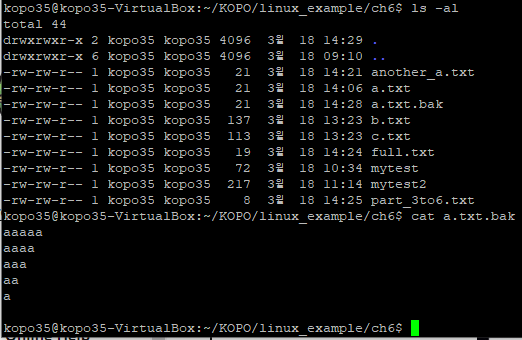 kopo35@kopo35-VirtualBox:~/KOPO/linux_example/ch6$ ls -al
total 44
drwxrwxr-x 2 kopo35 kopo35 4096 3월 18 14:29 .
drwxrwxr-x 6 kopo35 kopo35 4096 3월 18 09:10 ..
-rw-rw-r-- 1 kopo35 kopo35 21 3월 18 14:21 another_a.txt
-rw-rw-r-- 1 kopo35 kopo35 21 3월 18 14:06 a.txt
-rw-rw-r-- 1 kopo35 kopo35 21 3월 18 14:28 a.txt.bak
-rw-rw-r-- 1 kopo35 kopo35 137 3월 18 13:23 b.txt
-rw-rw-r-- 1 kopo35 kopo35 113 3월 18 13:23 c.txt
-rw-rw-r-- 1 kopo35 kopo35 19 3월 18 14:24 full.txt
-rw-rw-r-- 1 kopo35 kopo35 72 3월 18 10:34 mytest
-rw-rw-r-- 1 kopo35 kopo35 217 3월 18 11:14 mytest2
-rw-rw-r-- 1 kopo35 kopo35 8 3월 18 14:25 part_3to6.txt
kopo35@kopo35-VirtualBox:~/KOPO/linux_example/ch6$ cat a.txt.bak
aaaaa
aaaa
aaa
aa
a
kopo35@kopo35-VirtualBox:~/KOPO/linux_example/ch6$
Online Help